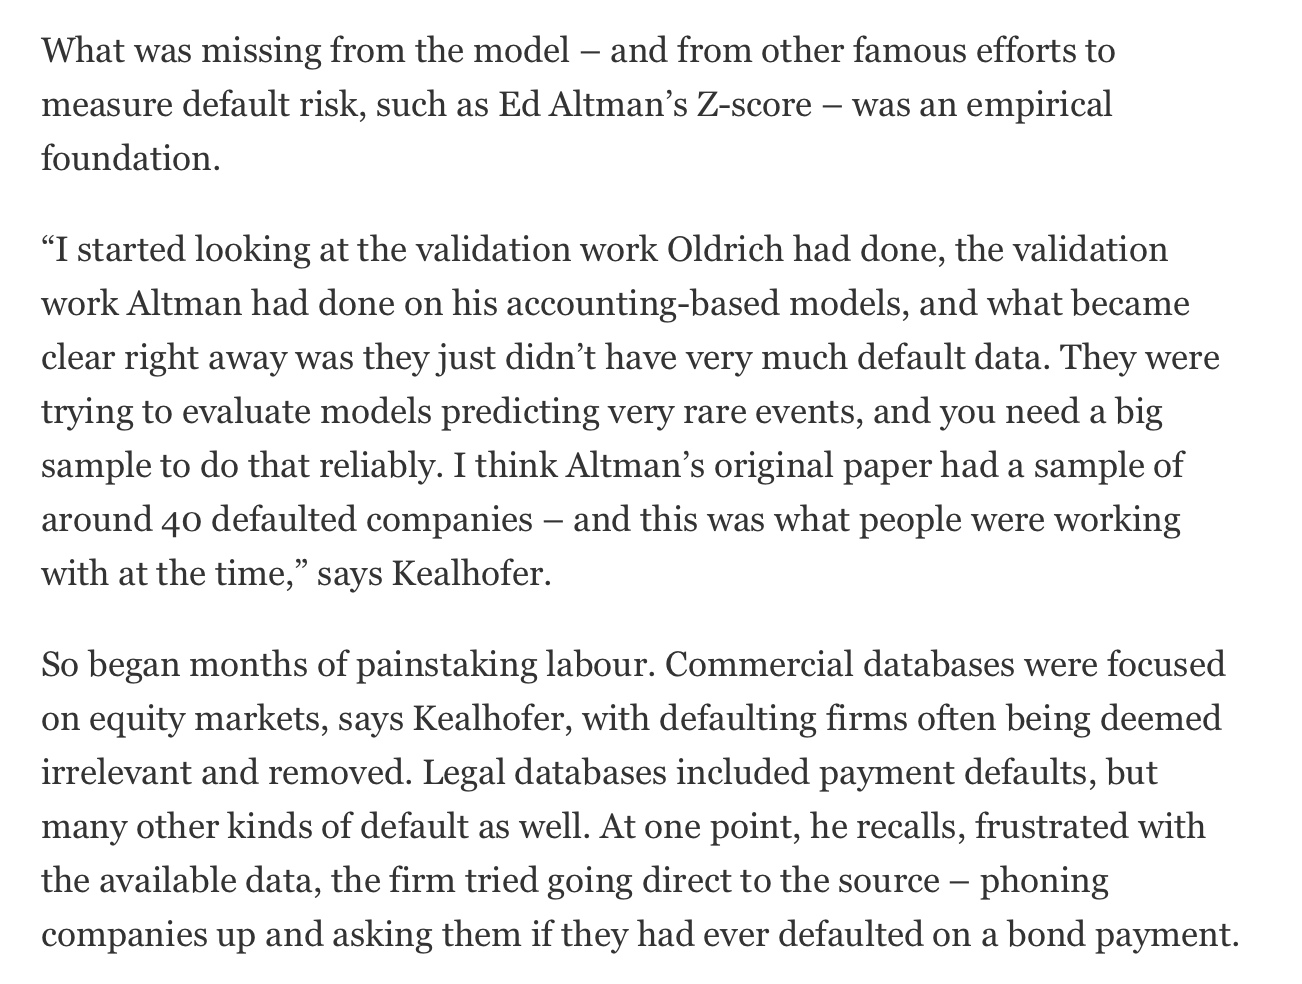 What was missing from the model – and from other famous efforts to
measure default risk, such as Ed Altman’s Z-score – was an empirical
foundation.
“I started looking at the validation work Oldrich had done, the validation
work Altman had done on his accounting-based models, and what became
clear right away was they just didn’t have very much default data. They were
trying to evaluate models predicting very rare events, and you need a big
sample to do that reliably. I think Altman’s original paper had a sample of
around 40 defaulted companies – and this was what people were working
with at the time,” says Kealhofer.
So began months of painstaking labour. Commercial databases were focused
on equity markets, says Kealhofer, with defaulting firms often being deemed
irrelevant and removed. Legal databases included payment defaults, but
many other kinds of default as well. At one point, he recalls, frustrated with
the available data, the firm tried going direct to the source – phoning
companies up and asking them if they had ever defaulted on a bond payment.